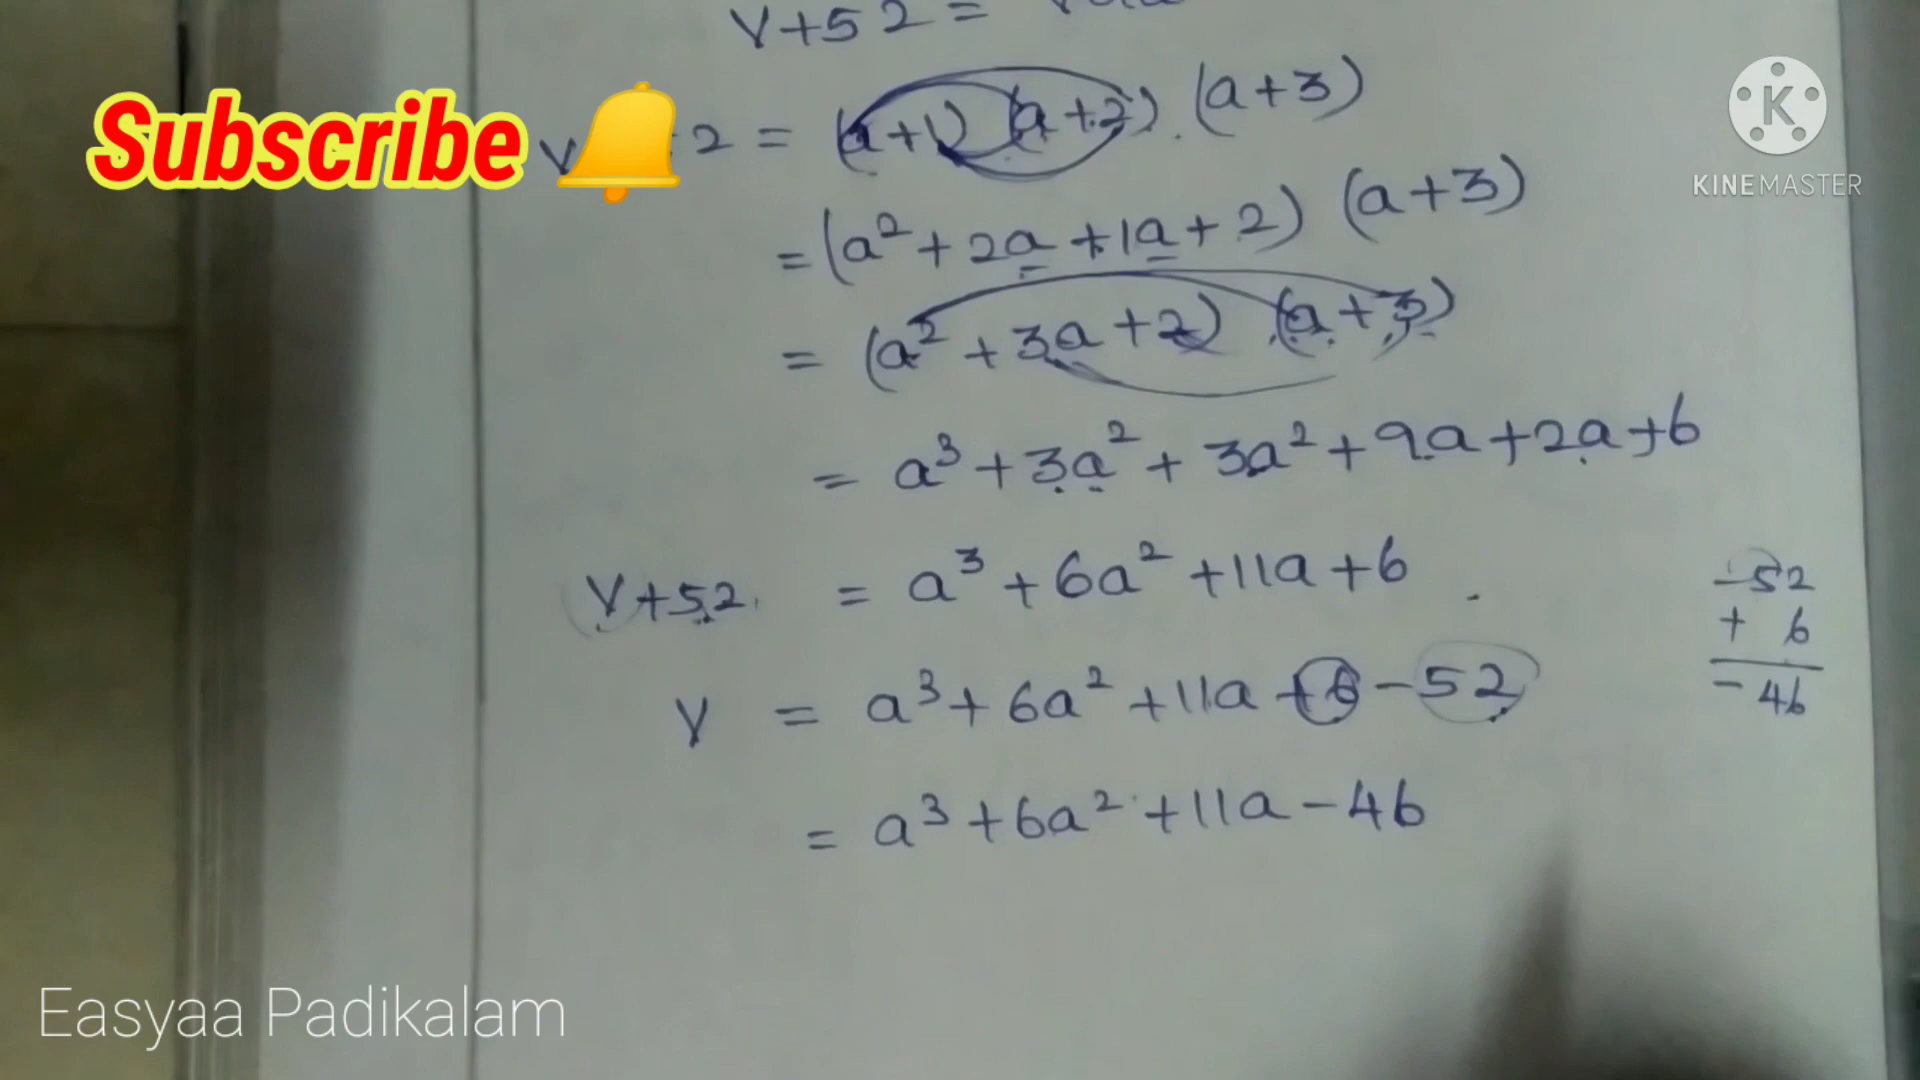 V+52 =
Subscribe
2 = (a+1) (a+2) (a+3)
K
KINEMASTER
= (a² + 2a + 1a + 2) (a+3)
= (a² + 3a + 2) (a+3)
= a³ + 3a² + 3a² + 9a + 2a + 6
V+52 = a³ + 6a² + 11a + 6
-52
+ 6
-46
V = a³ + 6a² + 11a + 6 - 52
= a³ + 6a² + 11a - 46
Easyaa Padikalam